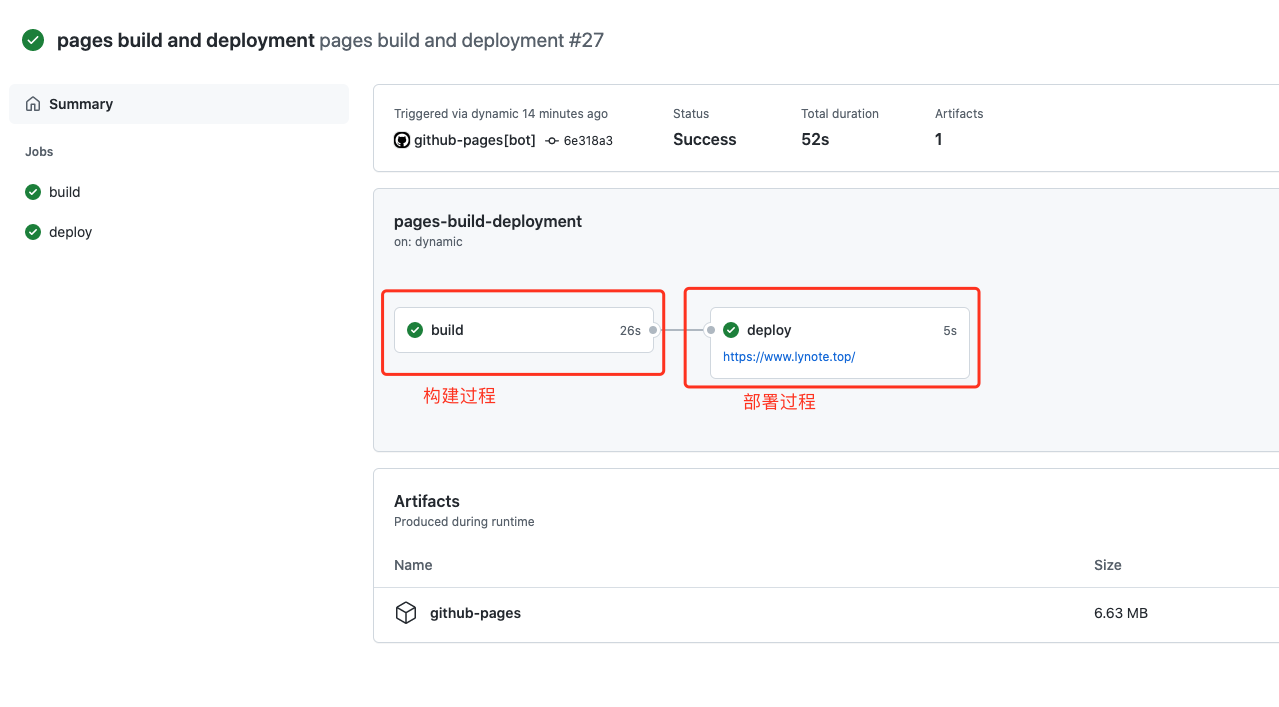 pages build and deployment pages build and deployment #27
Summary
Jobs
build
deploy
Triggered via dynamic 14 minutes ago
github-pages[bot] 6e318a3
Status
Success
Total duration
52s
Artifacts
1
pages-build-deployment
on: dynamic
build 26s
deploy 5s
https://www.lynote.top/
构建过程
部署过程
Artifacts
Produced during runtime
Name Size
github-pages 6.63 MB